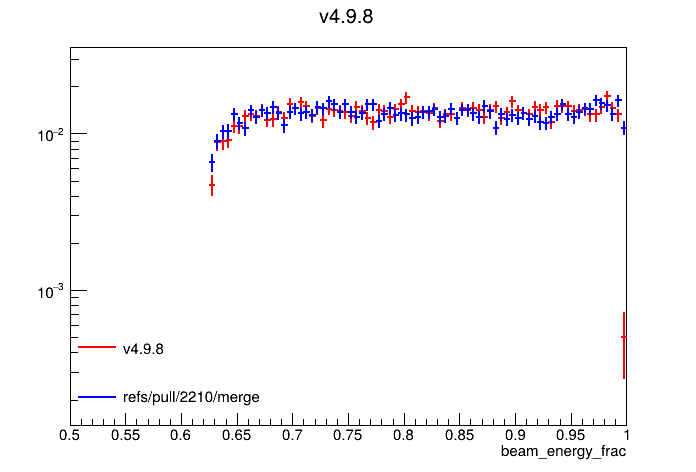 v4.9.8
10⁻²
10⁻³
v4.9.8
refs/pull/2210/merge
0.5 0.55 0.6 0.65 0.7 0.75 0.8 0.85 0.9 0.95 1
beam_energy_frac